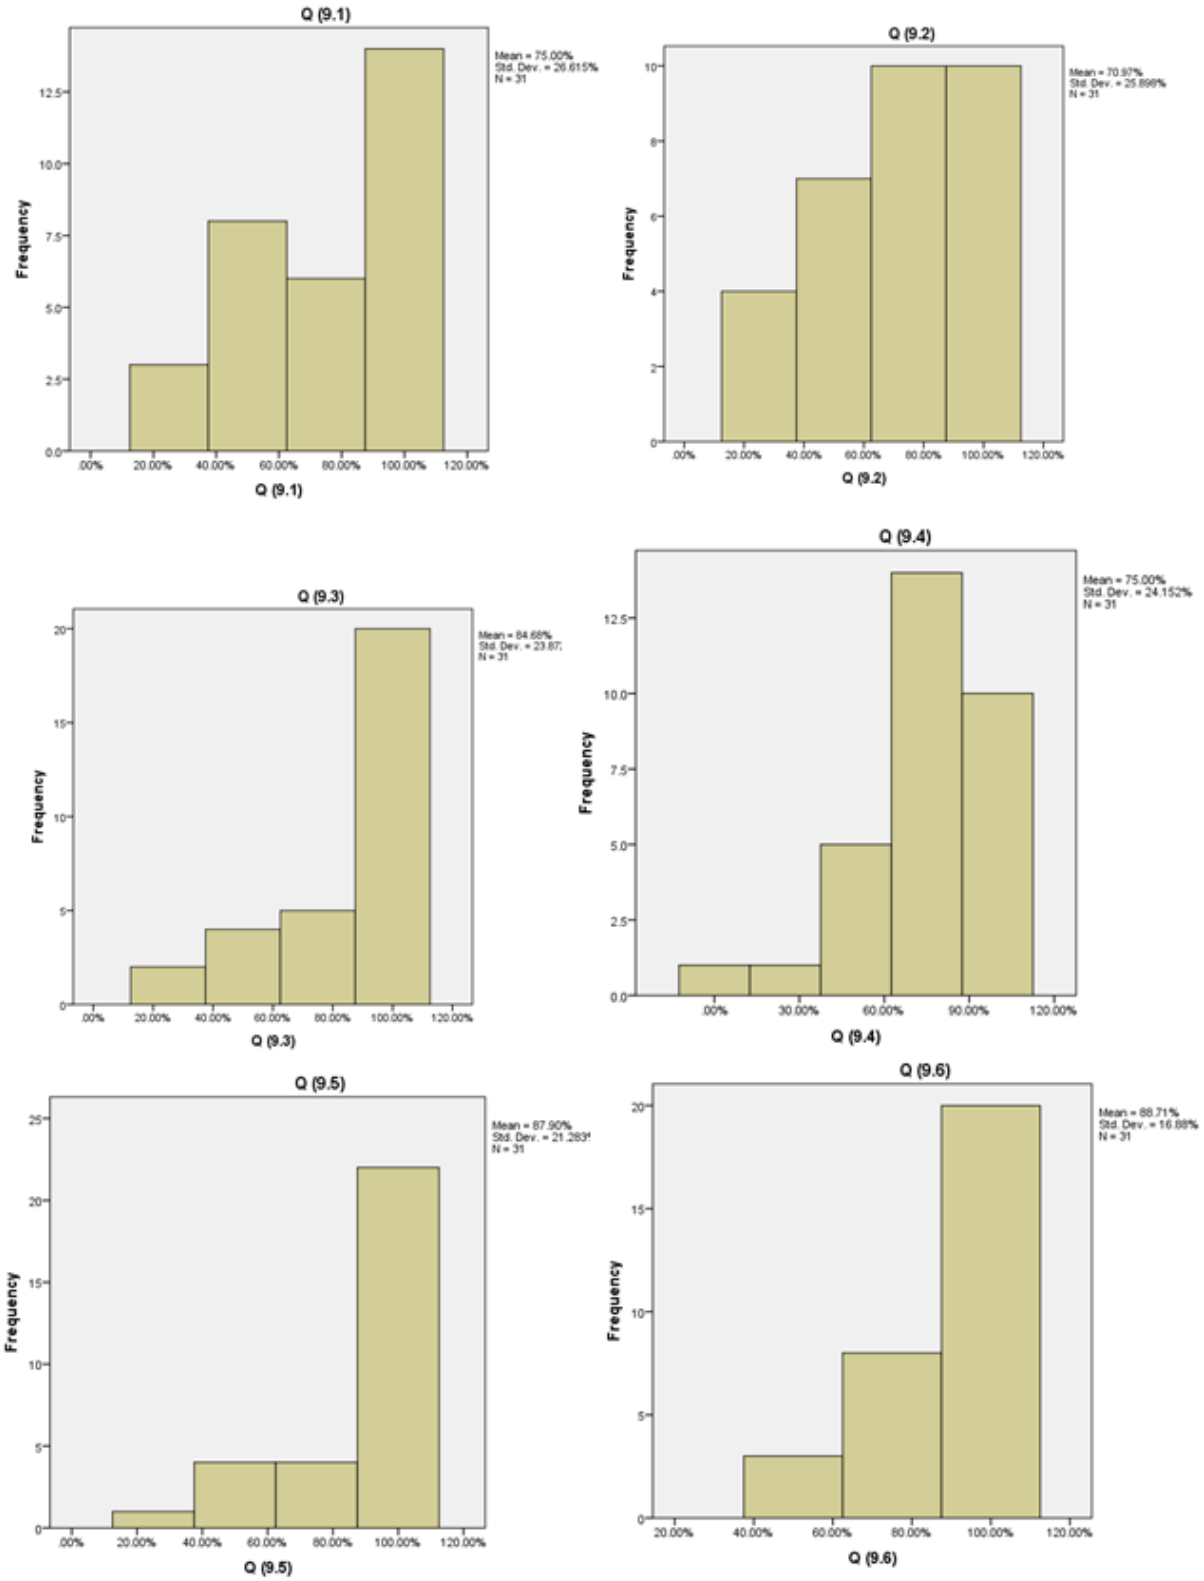 Q (9.1)
Mean = 75.00%
Std. Dev. = 26.615%
N = 31
12.5
10.0
7.5
5.0
2.5
0.0
Frequency
.00% 20.00% 40.00% 60.00% 80.00% 100.00% 120.00%
Q (9.1)
Q (9.2)
Mean = 70.97%
Std. Dev. = 25.898%
N = 31
10
8
6
4
2
0
Frequency
.00% 20.00% 40.00% 60.00% 80.00% 100.00% 120.00%
Q (9.2)
Q (9.3)
Mean = 84.68%
Std. Dev. = 23.87
N = 31
20
15
10
5
0
Frequency
.00% 20.00% 40.00% 60.00% 80.00% 100.00% 120.00%
Q (9.3)
Q (9.4)
Mean = 75.00%
Std. Dev. = 24.152%
N = 31
12.5
10.0
7.5
5.0
2.5
0.0
Frequency
.00% 30.00% 60.00% 90.00% 120.00%
Q (9.4)
Q (9.5)
Mean = 87.90%
Std. Dev. = 21.283
N = 31
25
20
15
10
5
0
Frequency
.00% 20.00% 40.00% 60.00% 80.00% 100.00% 120.00%
Q (9.5)
Q (9.6)
Mean = 88.71%
Std. Dev. = 16.88%
N = 31
20
15
10
5
0
Frequency
20.00% 40.00% 60.00% 80.00% 100.00% 120.00%
Q (9.6)